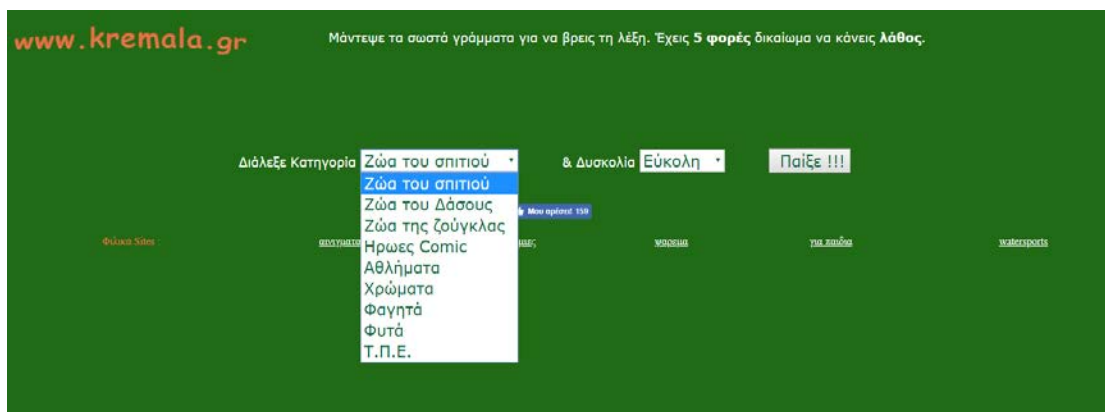 www.kremala.gr
Μάντεψε τα σωστά γράμματα για να βρεις τη λέξη. Έχεις 5 φορές δικαίωμα να κάνεις λάθος.
Διάλεξε Κατηγορία Ζώα του σπιτιού & Δυσκολία Εύκολη Παίξε !!!
Ζώα του σπιτιού
Ζώα του Δάσους
Μου αρέσει! 159
Ζώα της ζούγκλας
Φιλικα Sites watersports
ψαρεμα για παιδια
Ηρωες Comic
Αθλήματα
Χρώματα
Φαγητά
Φυτά
Τ.Π.Ε.